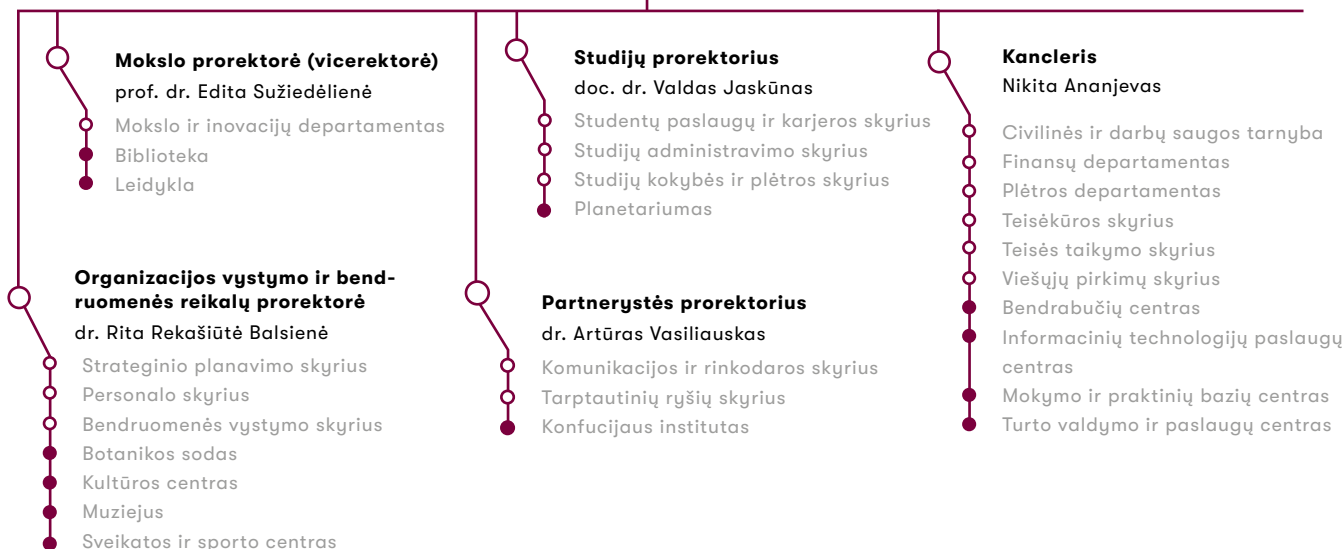 Mokslo prorektorė (vicerektorė)
prof. dr. Edita Sužiedėlienė
Mokslo ir inovacijų departamentas
Biblioteka
Leidykla
Organizacijos vystymo ir bend-
ruomenės reikalų prorektorė
dr. Rita Rekašiūtė Balsienė
Strateginio planavimo skyrius
Personalo skyrius
Bendruomenės vystymo skyrius
Botanikos sodas
Kultūros centras
Muziejus
Sveikatos ir sporto centras
Studijų prorektorius
doc. dr. Valdas Jaskūnas
Studentų paslaugų ir karjeros skyrius
Studijų administravimo skyrius
Studijų kokybės ir plėtros skyrius
Planetariumas
Partnerystės prorektorius
dr. Artūras Vasiliauskas
Komunikacijos ir rinkodaros skyrius
Tarptautinių ryšių skyrius
Konfucijaus institutas
Kancleris
Nikita Ananjevas
Civilinės ir darbų saugos tarnyba
Finansų departamentas
Plėtros departamentas
Teisėkūros skyrius
Teisės taikymo skyrius
Viešųjų pirkimų skyrius
Bendrabučių centras
Informacinių technologijų paslaugų
centras
Mokymo ir praktinių bazių centras
Turto valdymo ir paslaugų centras